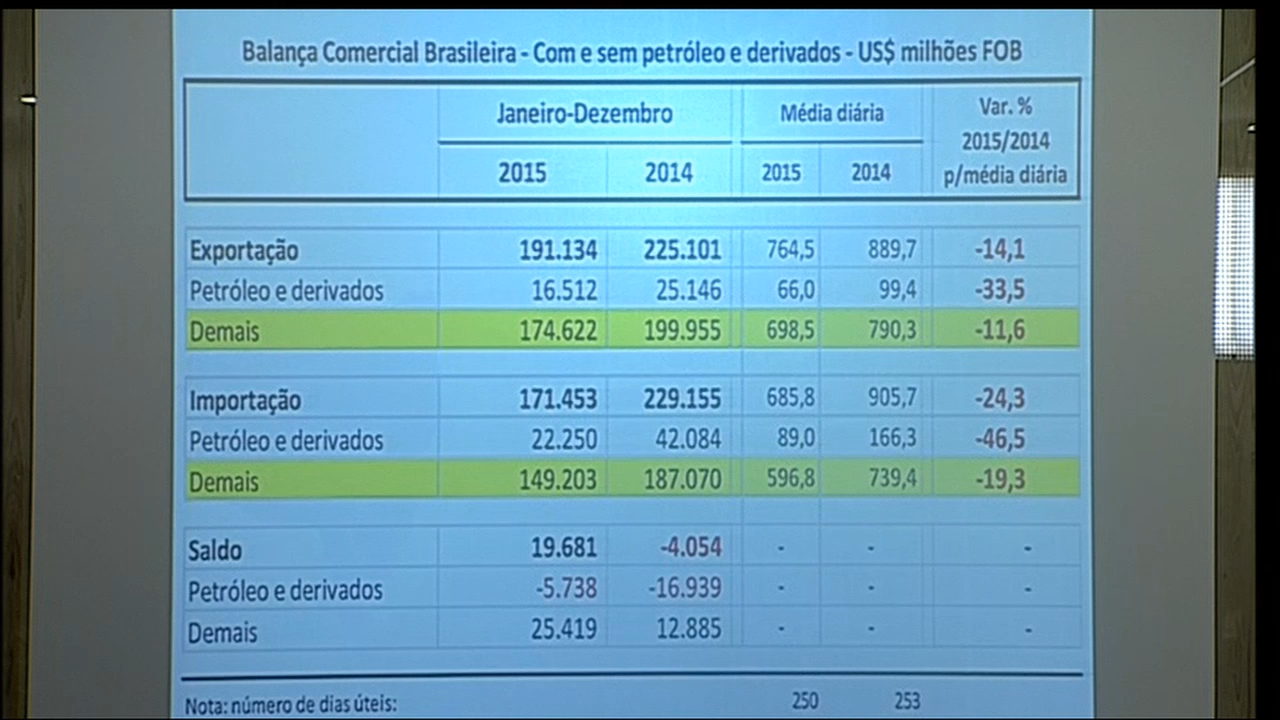 Balança Comercial Brasileira - Com e sem petróleo e derivados - US$ milhões FOB
Janeiro-Dezembro Média diária Var. % 2015/2014 p/média diária
2015 2014 2015 2014
Exportação 191.134 225.101 764,5 889,7 -14,1
Petróleo e derivados 16.512 25.146 66,0 99,4 -33,5
Demais 174.622 199.955 698,5 790,3 -11,6
Importação 171.453 229.155 685,8 905,7 -24,3
Petróleo e derivados 22.250 42.084 89,0 166,3 -46,5
Demais 149.203 187.070 596,8 739,4 -19,3
Saldo 19.681 -4.054 - - -
Petróleo e derivados -5.738 -16.939 - - -
Demais 25.419 12.885 - - -
Nota: número de dias úteis: 250 253